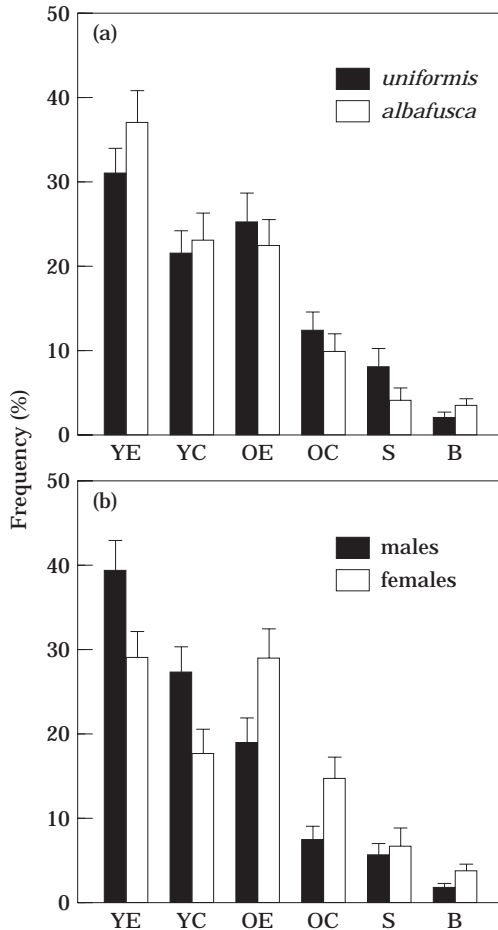 Frequency (%)
50
(a)
uniformis
albafusca
40
30
20
10
0
YE YC OE OC S B
50
(b)
males
females
40
30
20
10
0
YE YC OE OC S B